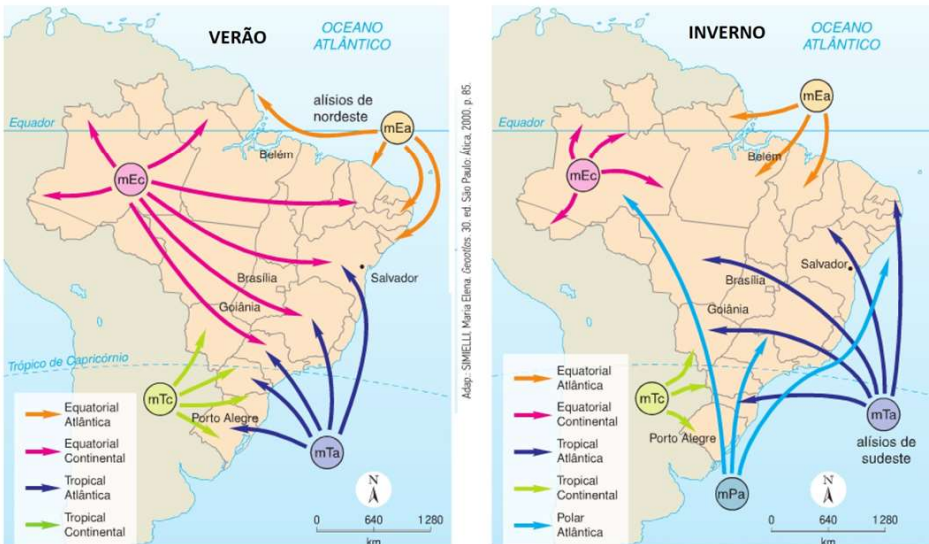 VERÃO
OCEANO
ATLÂNTICO
alísios de
nordeste
mEa
Equador
Belém
mEc
Salvador
Brasília
Goiânia
Trópico de Capricórnio
mTc
Porto Alegre
mTa
Equatorial
Atlântica
Equatorial
Continental
Tropical
Atlântica
Tropical
Continental
N
0 640 1 280
km
Adap.: SIMIELLI, Maria Elena. Geoatlas. 30. ed. São Paulo: Ática, 2000. p. 85.
INVERNO
OCEANO
ATLÂNTICO
mEa
Equador
Belém
mEc
Salvador
Brasília
Goiânia
mTc
Porto Alegre
mTa
alísios de
sudeste
mPa
Equatorial
Atlântica
Equatorial
Continental
Tropical
Atlântica
Tropical
Continental
Polar
Atlântica
N
0 640 1 280
km